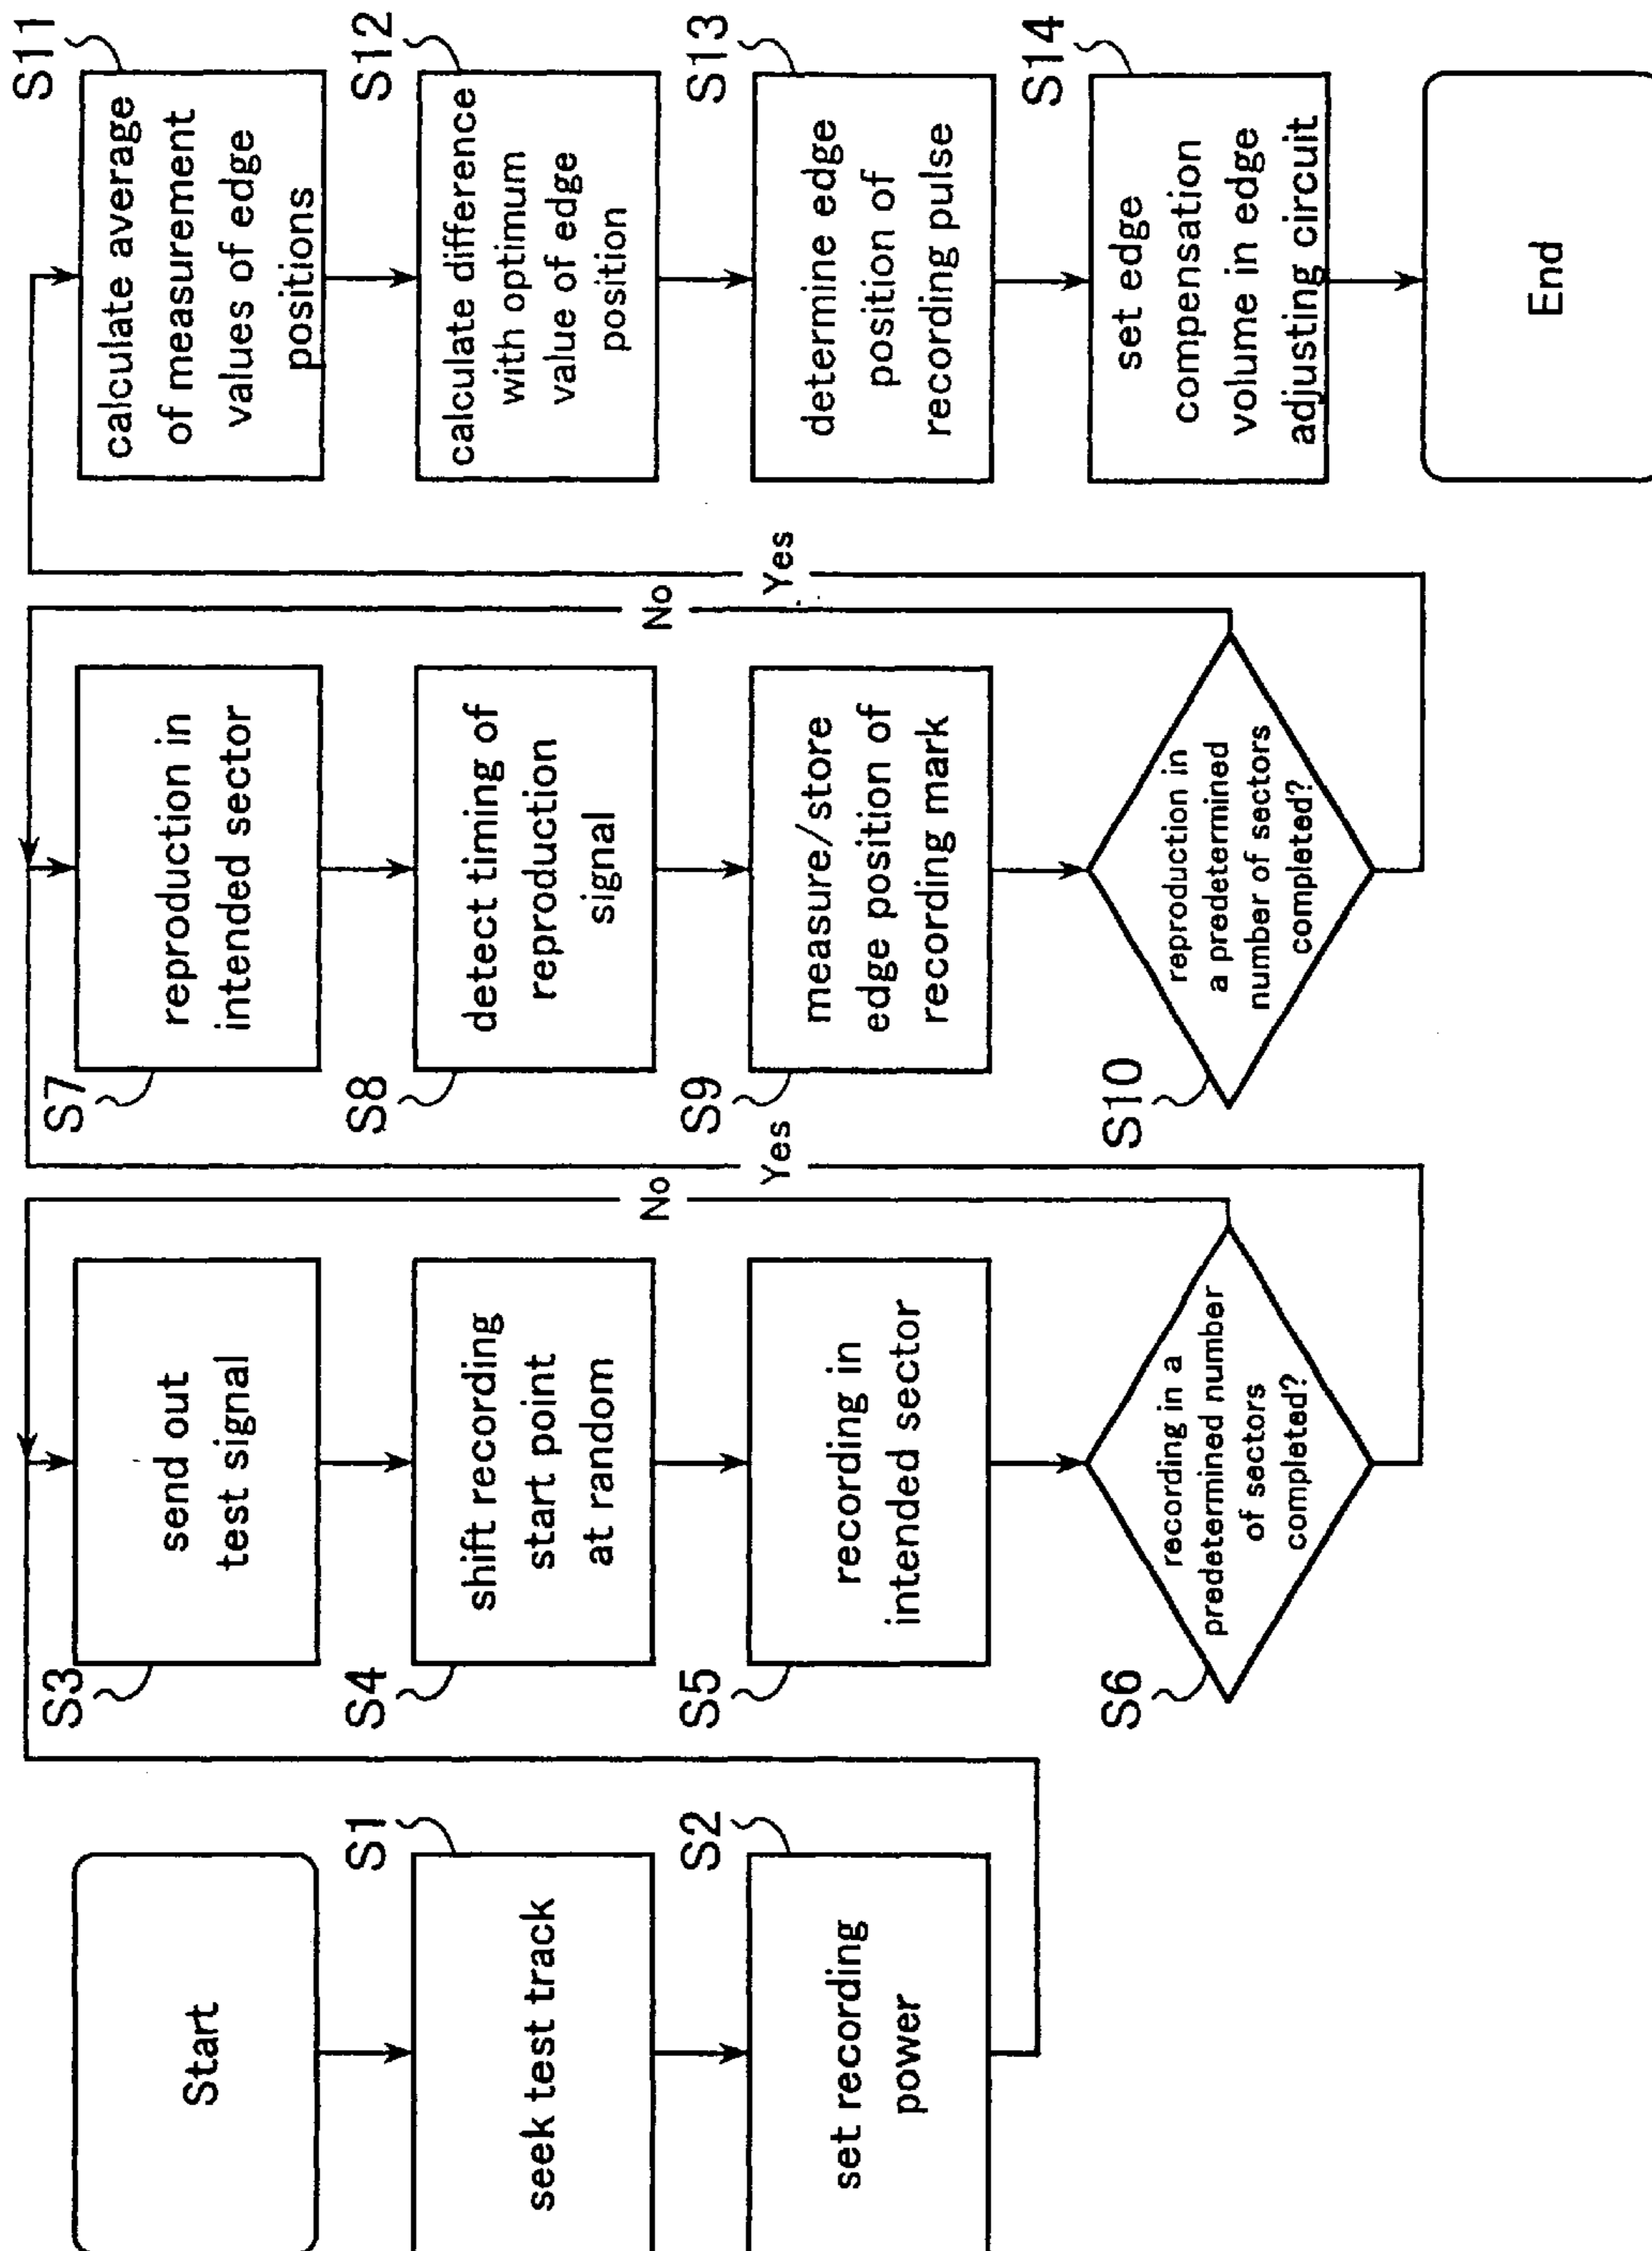 Start
S1
seek test track
S2
set recording
power
S3
send out
test signal
S4
shift recording
start point
at random
S5
recording in
intended sector
S6
recording in a
predetermined number
of sectors
completed?
No
Yes
S7
reproduction in
intended sector
S8
detect timing of
reproduction
signal
S9
measure/store
edge position of
recording mark
S10
reproduction in
a predetermined
number of sectors
completed?
No
Yes
S11
calculate average
of measurement
values of edge
positions
S12
calculate difference
with optimum
value of edge
position
S13
determine edge
position of
recording pulse
S14
set edge
compensation
volume in edge
adjusting circuit
End